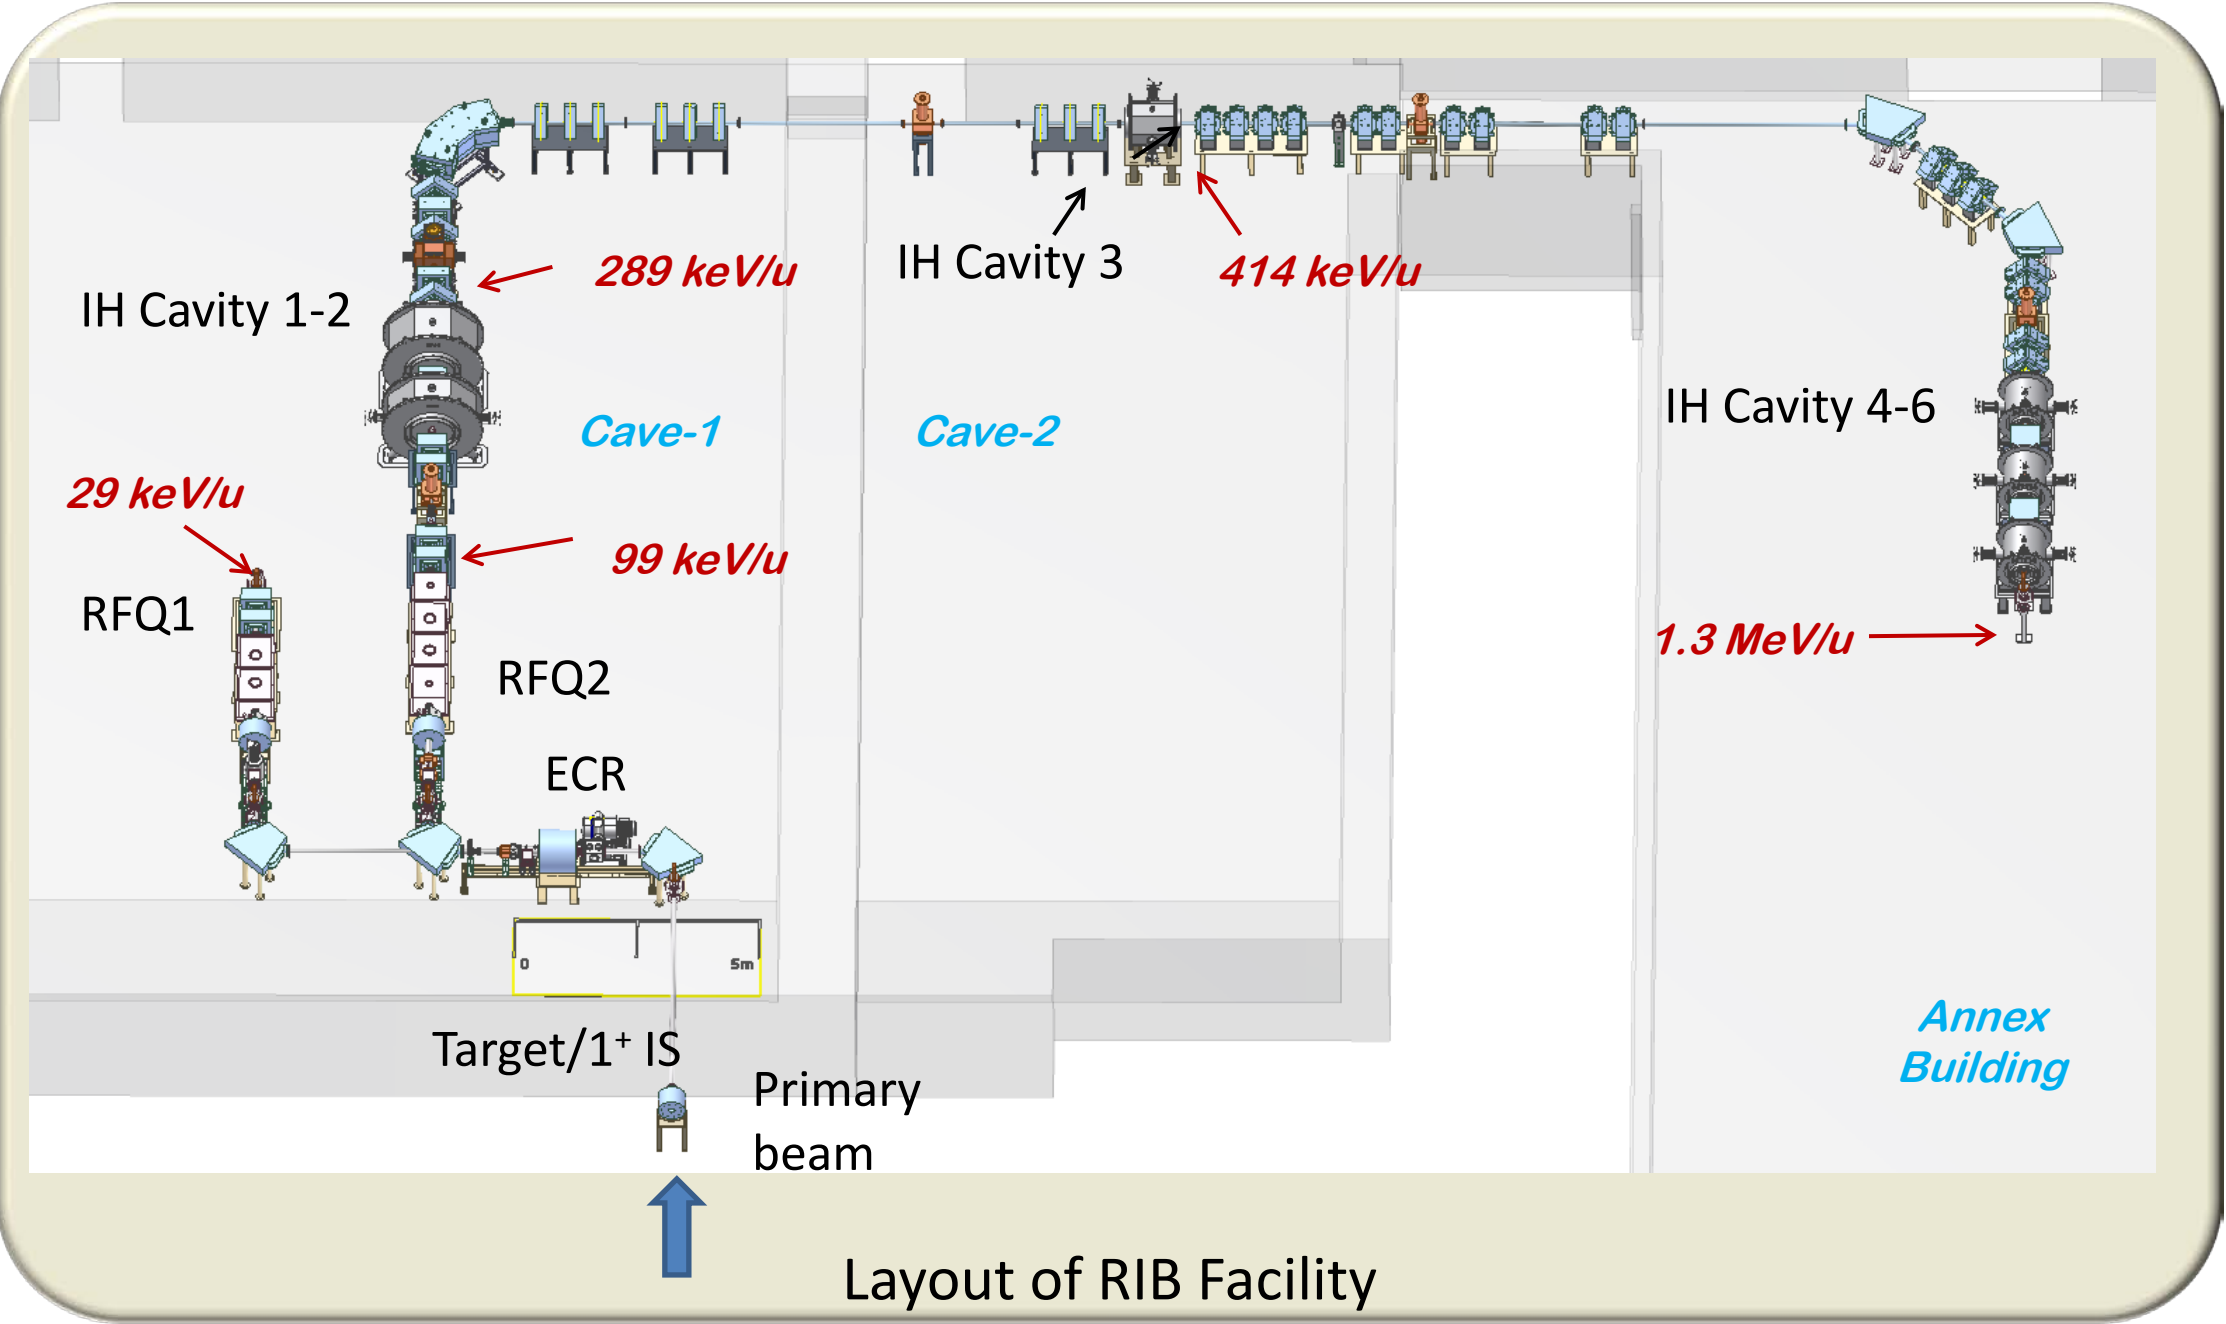 IH Cavity 1-2
289 keV/u
IH Cavity 3
414 keV/u
Cave-1
Cave-2
IH Cavity 4-6
29 keV/u
99 keV/u
RFQ1
RFQ2
1.3 MeV/u
ECR
0
5m
Target/1⁺ IS
Primary
beam
Annex
Building
Layout of RIB Facility